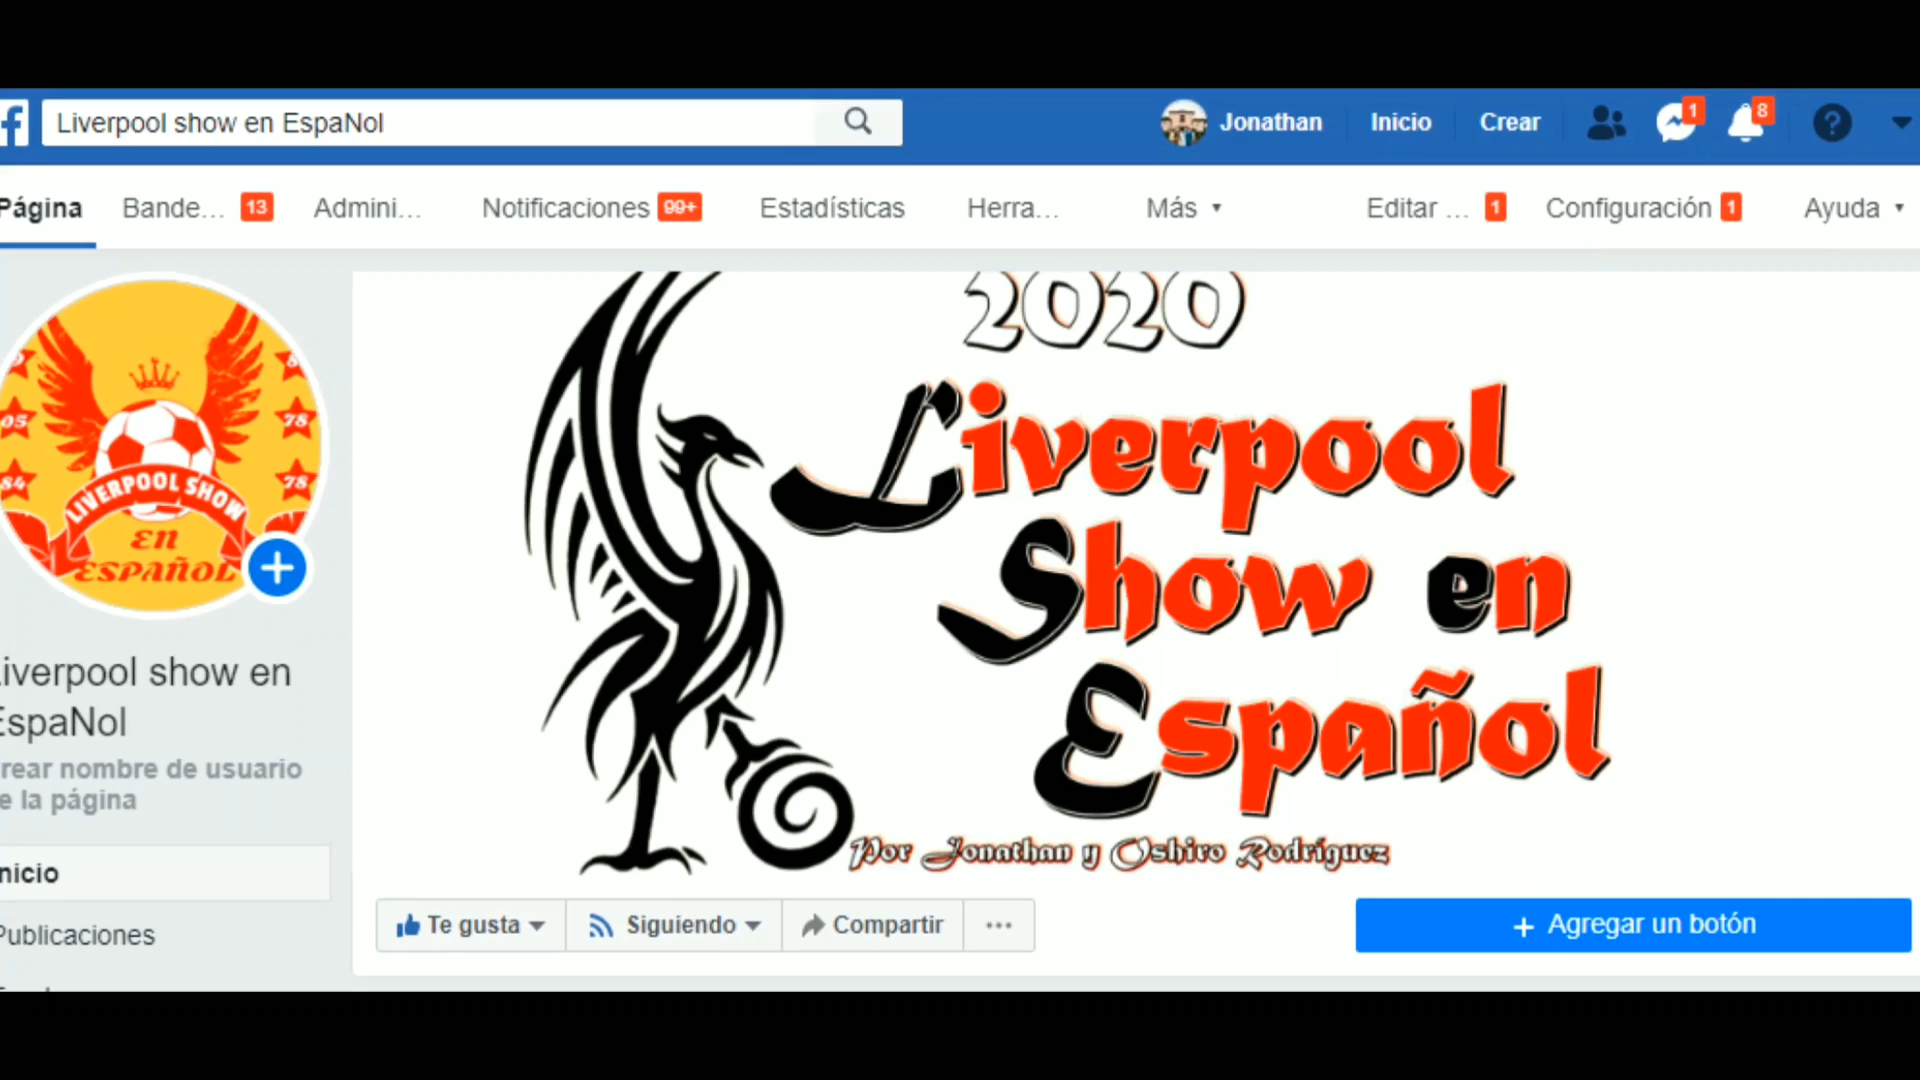 f
Liverpool show en EspaNol
Jonathan Inicio Crear 1 8 ?
Página Bande... 13 Admini... Notificaciones 99+ Estadísticas Herra... Más Editar ... 1 Configuración 1 Ayuda
05 78
84 78
LIVERPOOL SHOW
EN
ESPAÑOL
2020
Liverpool
Show en
Español
Por Jonathan y Oshiro Rodríguez
iverpool show en
EspaNol
rear nombre de usuario
e la página
nicio
Publicaciones
Te gusta Siguiendo Compartir ...
+ Agregar un botón